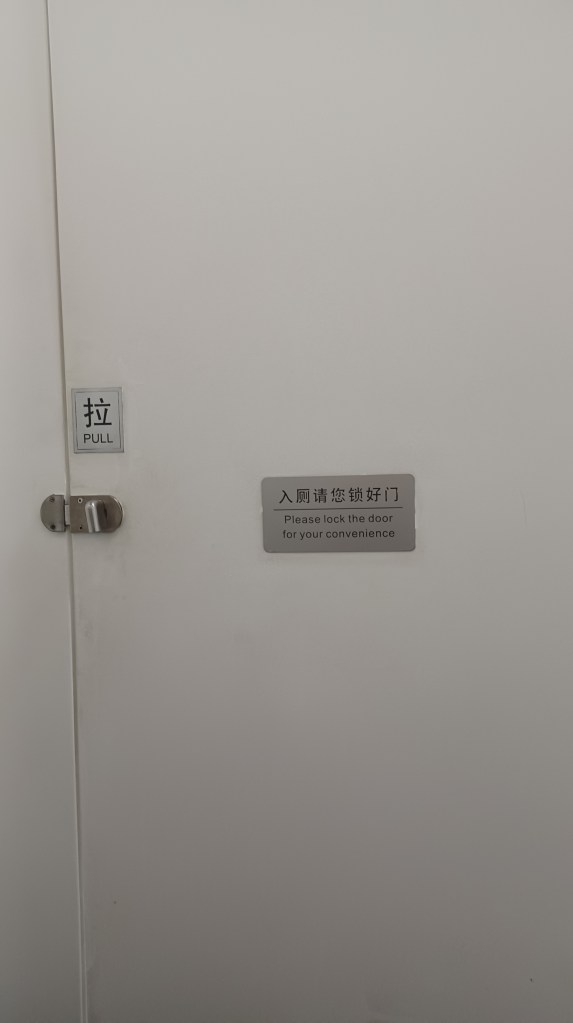 拉
PULL
入厕请您锁好门
Please lock the door
for your convenience